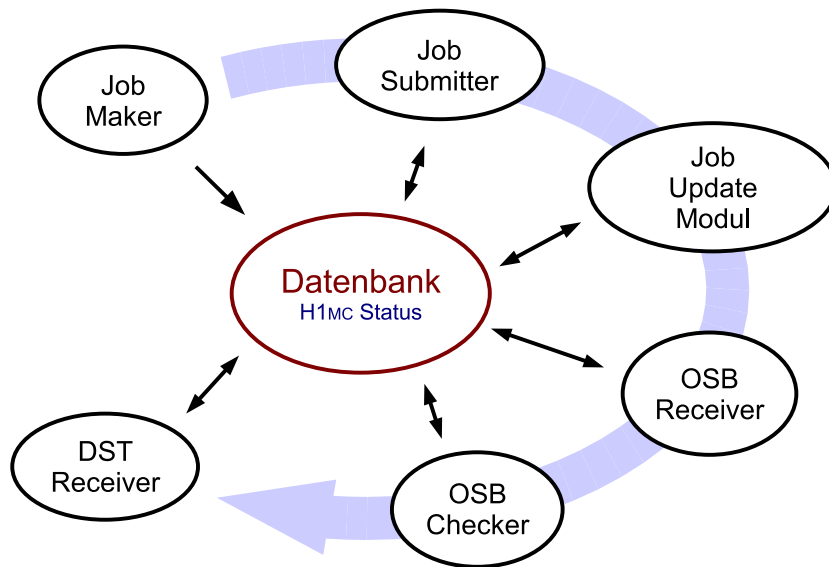 Job
Maker
Job
Submitter
Job
Update
Modul
Datenbank
H1MC Status
OSB
Receiver
OSB
Checker
DST
Receiver